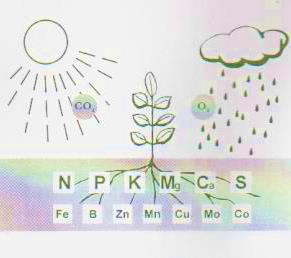 CO₂ O₂
N P K Mg Ca S
Fe B Zn Mn Cu Mo Co